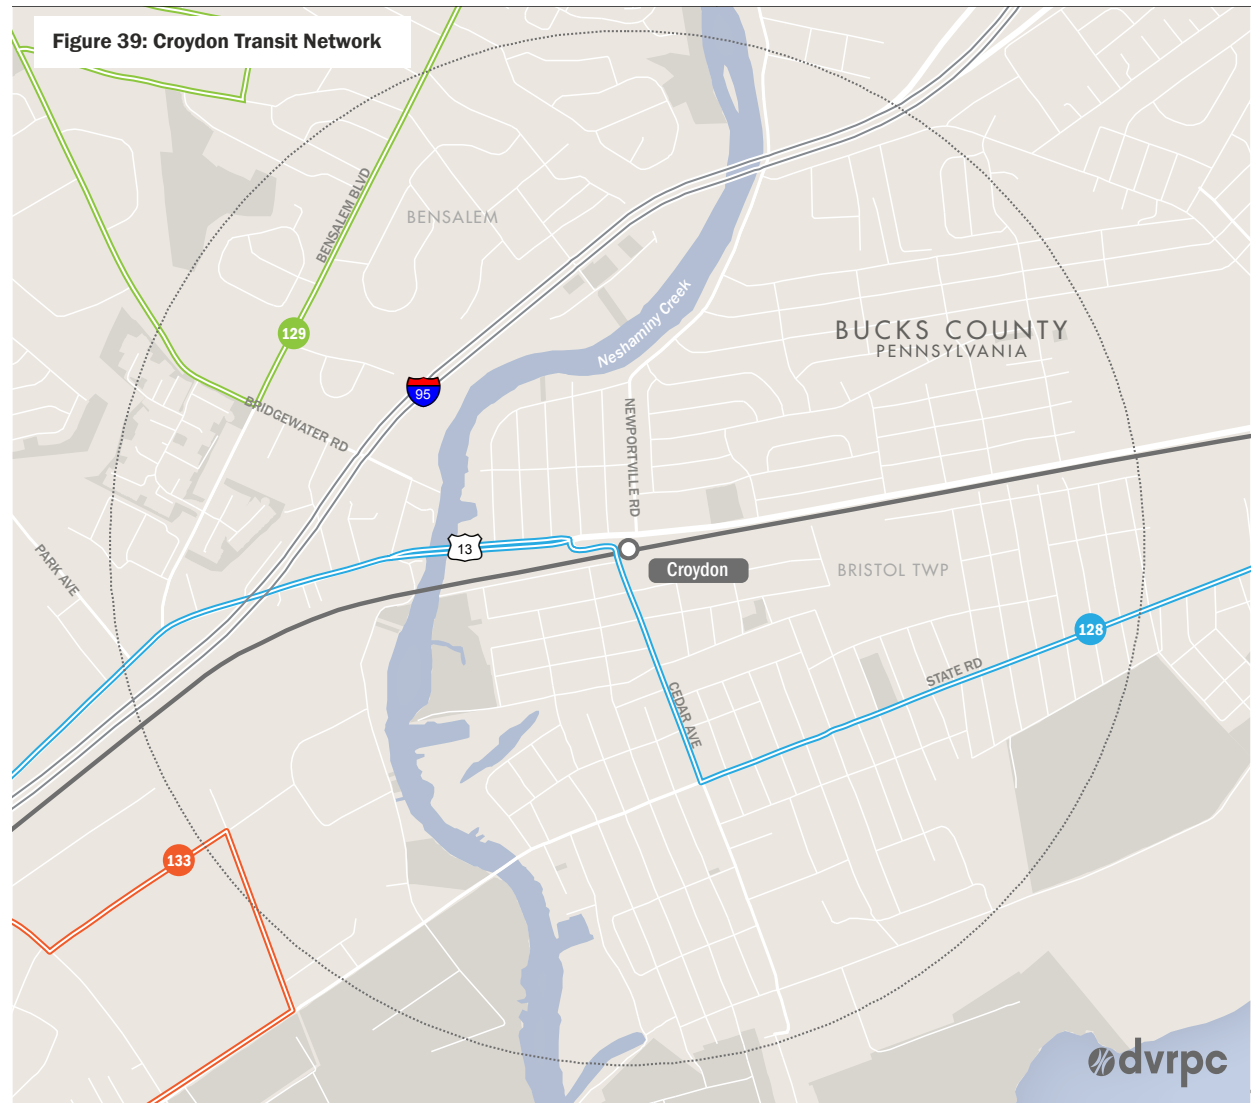 Figure 39: Croydon Transit Network
BENSALEM BLVD
BENSALEM
129
Neshaminy Creek
BUCKS COUNTY
PENNSYLVANIA
95
BRIDGEWATER RD
NEWPORTVILLE RD
13
PARK AVE
Croydon
BRISTOL TWP
128
STATE RD
CEDAR AVE
133
dvrpc